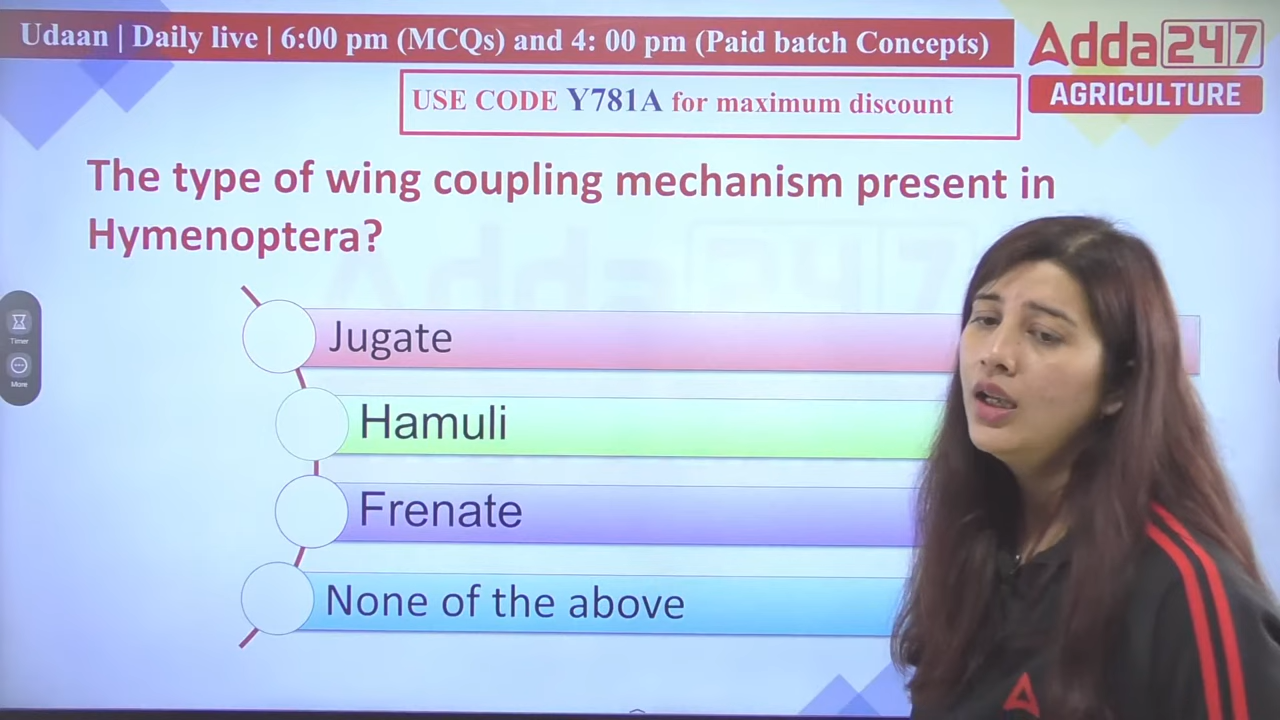 Udaan | Daily live | 6:00 pm (MCQs) and 4: 00 pm (Paid batch Concepts)
Adda247
AGRICULTURE
USE CODE Y781A for maximum discount
The type of wing coupling mechanism present in
Hymenoptera?
Timer
More
Jugate
Hamuli
Frenate
None of the above